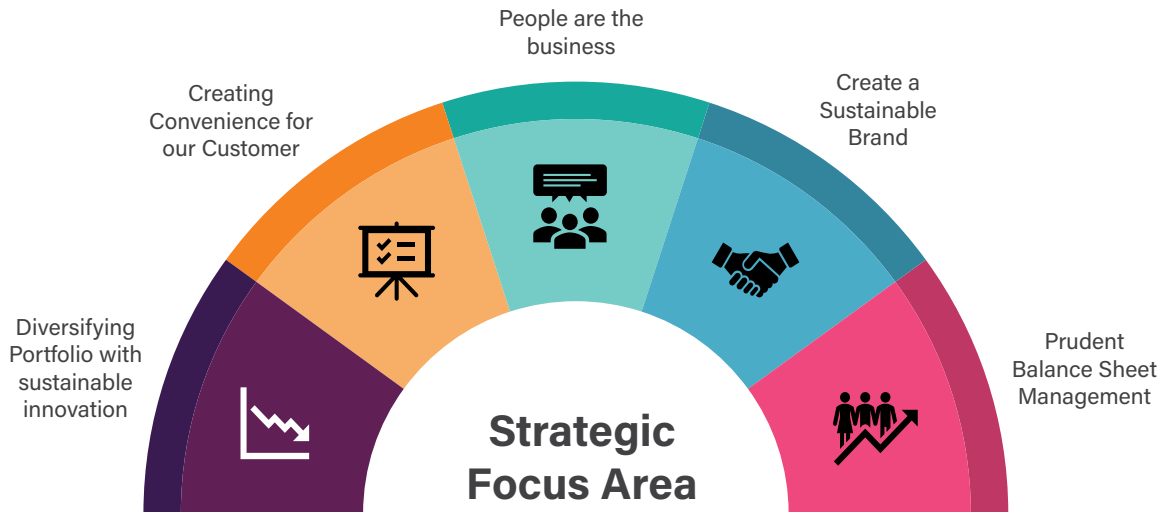 People are the
business
Creating
Convenience for
our Customer
Create a
Sustainable
Brand
Diversifying
Portfolio with
sustainable
innovation
Prudent
Balance Sheet
Management
Strategic
Focus Area